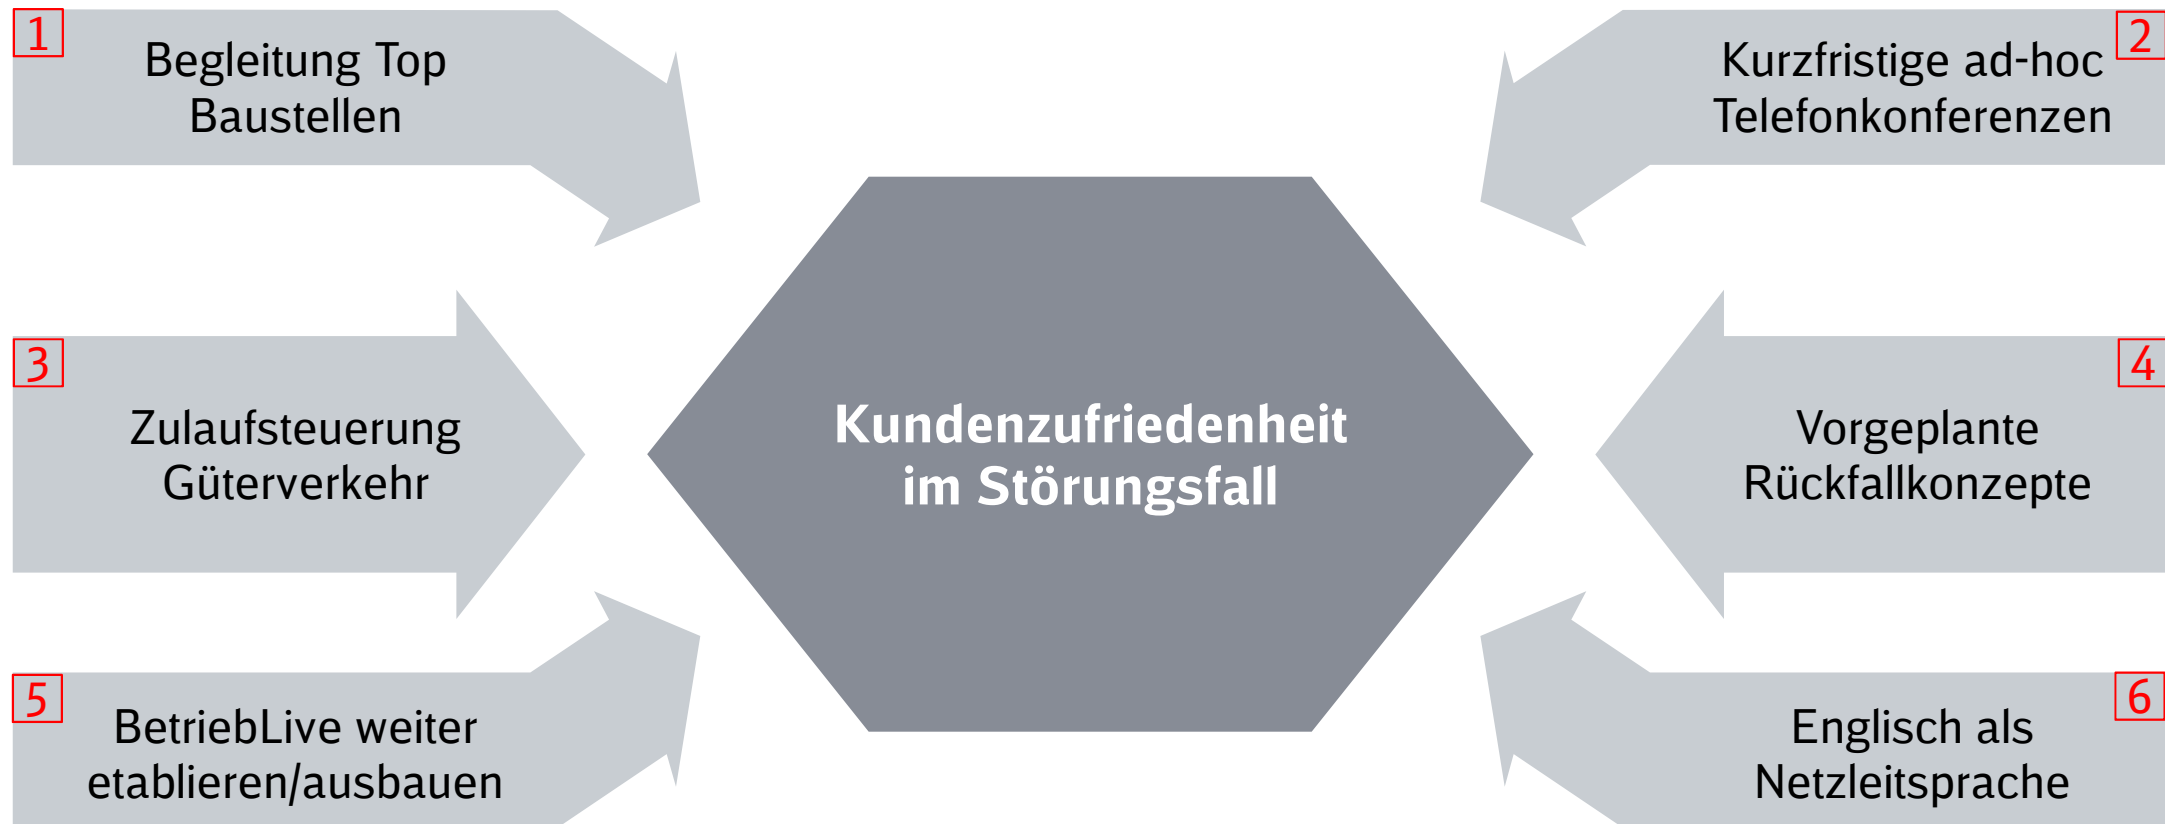 1
Begleitung Top
Baustellen
2
Kurzfristige ad-hoc
Telefonkonferenzen
3
Zulaufsteuerung
Güterverkehr
Kundenzufriedenheit
im Störungsfall
4
Vorgeplante
Rückfallkonzepte
5
BetriebLive weiter
etablieren/ausbauen
6
Englisch als
Netzleitsprache